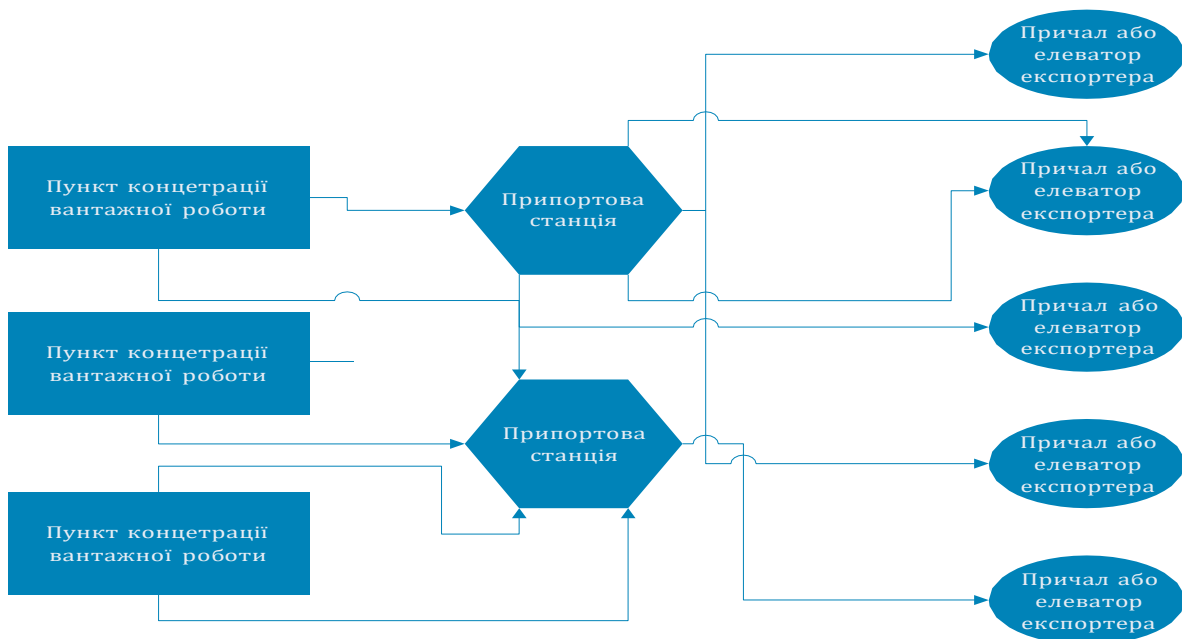 Причал або
елеватор
експортера
Пункт концетрації
вантажної роботи
Припортова
станція
Причал або
елеватор
експортера
Пункт концетрації
вантажної роботи
Причал або
елеватор
експортера
Припортова
станція
Причал або
елеватор
експортера
Пункт концетрації
вантажної роботи
Причал або
елеватор
експортера